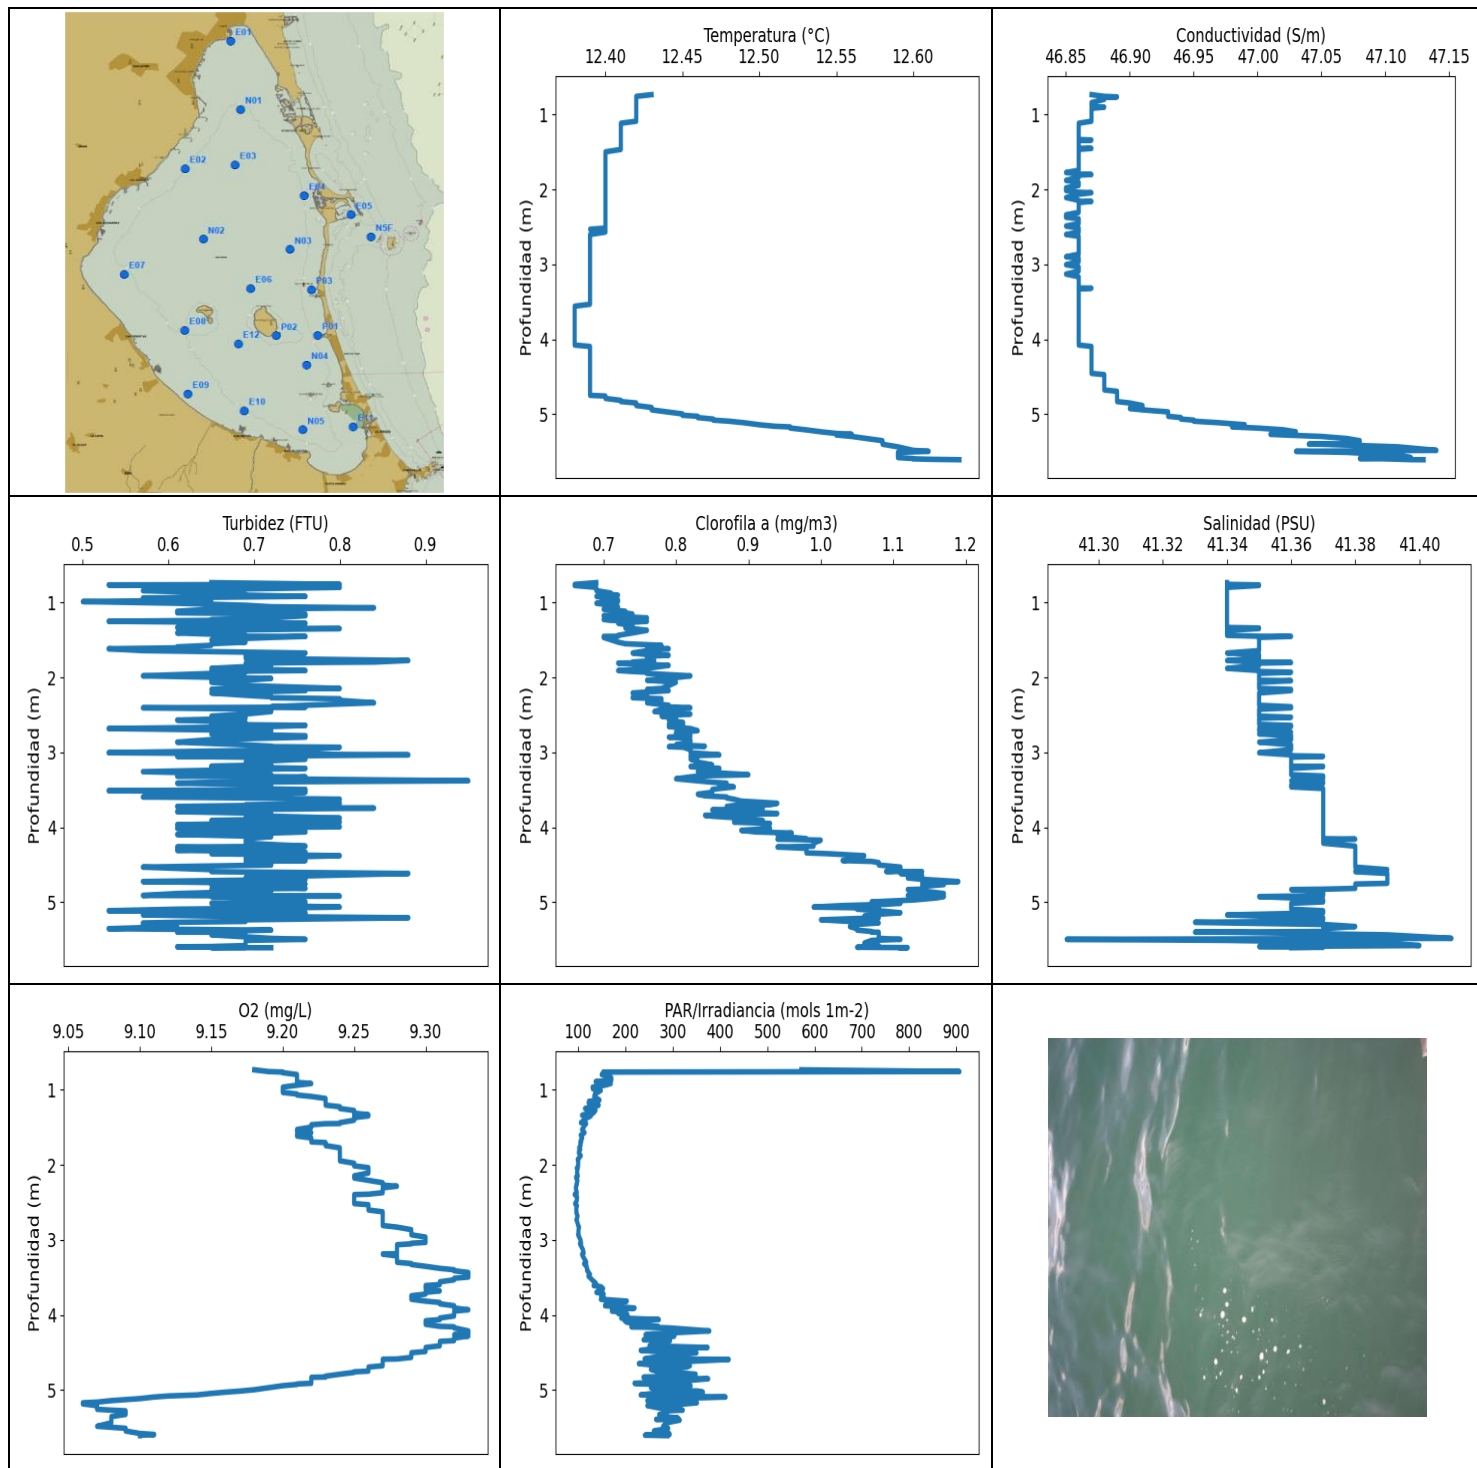 E01
N01
E02
E03
E04
E05
N5F
N02
N03
E07
E06
P03
E08
P02
P01
E12
N04
E09
E10
N05
E11
Temperatura (°C)
12.40 12.45 12.50 12.55 12.60
Profundidad (m)
1
2
3
4
5
Conductividad (S/m)
46.85 46.90 46.95 47.00 47.05 47.10 47.15
Profundidad (m)
1
2
3
4
5
Turbidez (FTU)
0.5 0.6 0.7 0.8 0.9
Profundidad (m)
1
2
3
4
5
Clorofila a (mg/m3)
0.7 0.8 0.9 1.0 1.1 1.2
Profundidad (m)
1
2
3
4
5
Salinidad (PSU)
41.30 41.32 41.34 41.36 41.38 41.40
Profundidad (m)
1
2
3
4
5
O2 (mg/L)
9.05 9.10 9.15 9.20 9.25 9.30
Profundidad (m)
1
2
3
4
5
PAR/Irradiancia (mols 1m-2)
100 200 300 400 500 600 700 800 900
Profundidad (m)
1
2
3
4
5